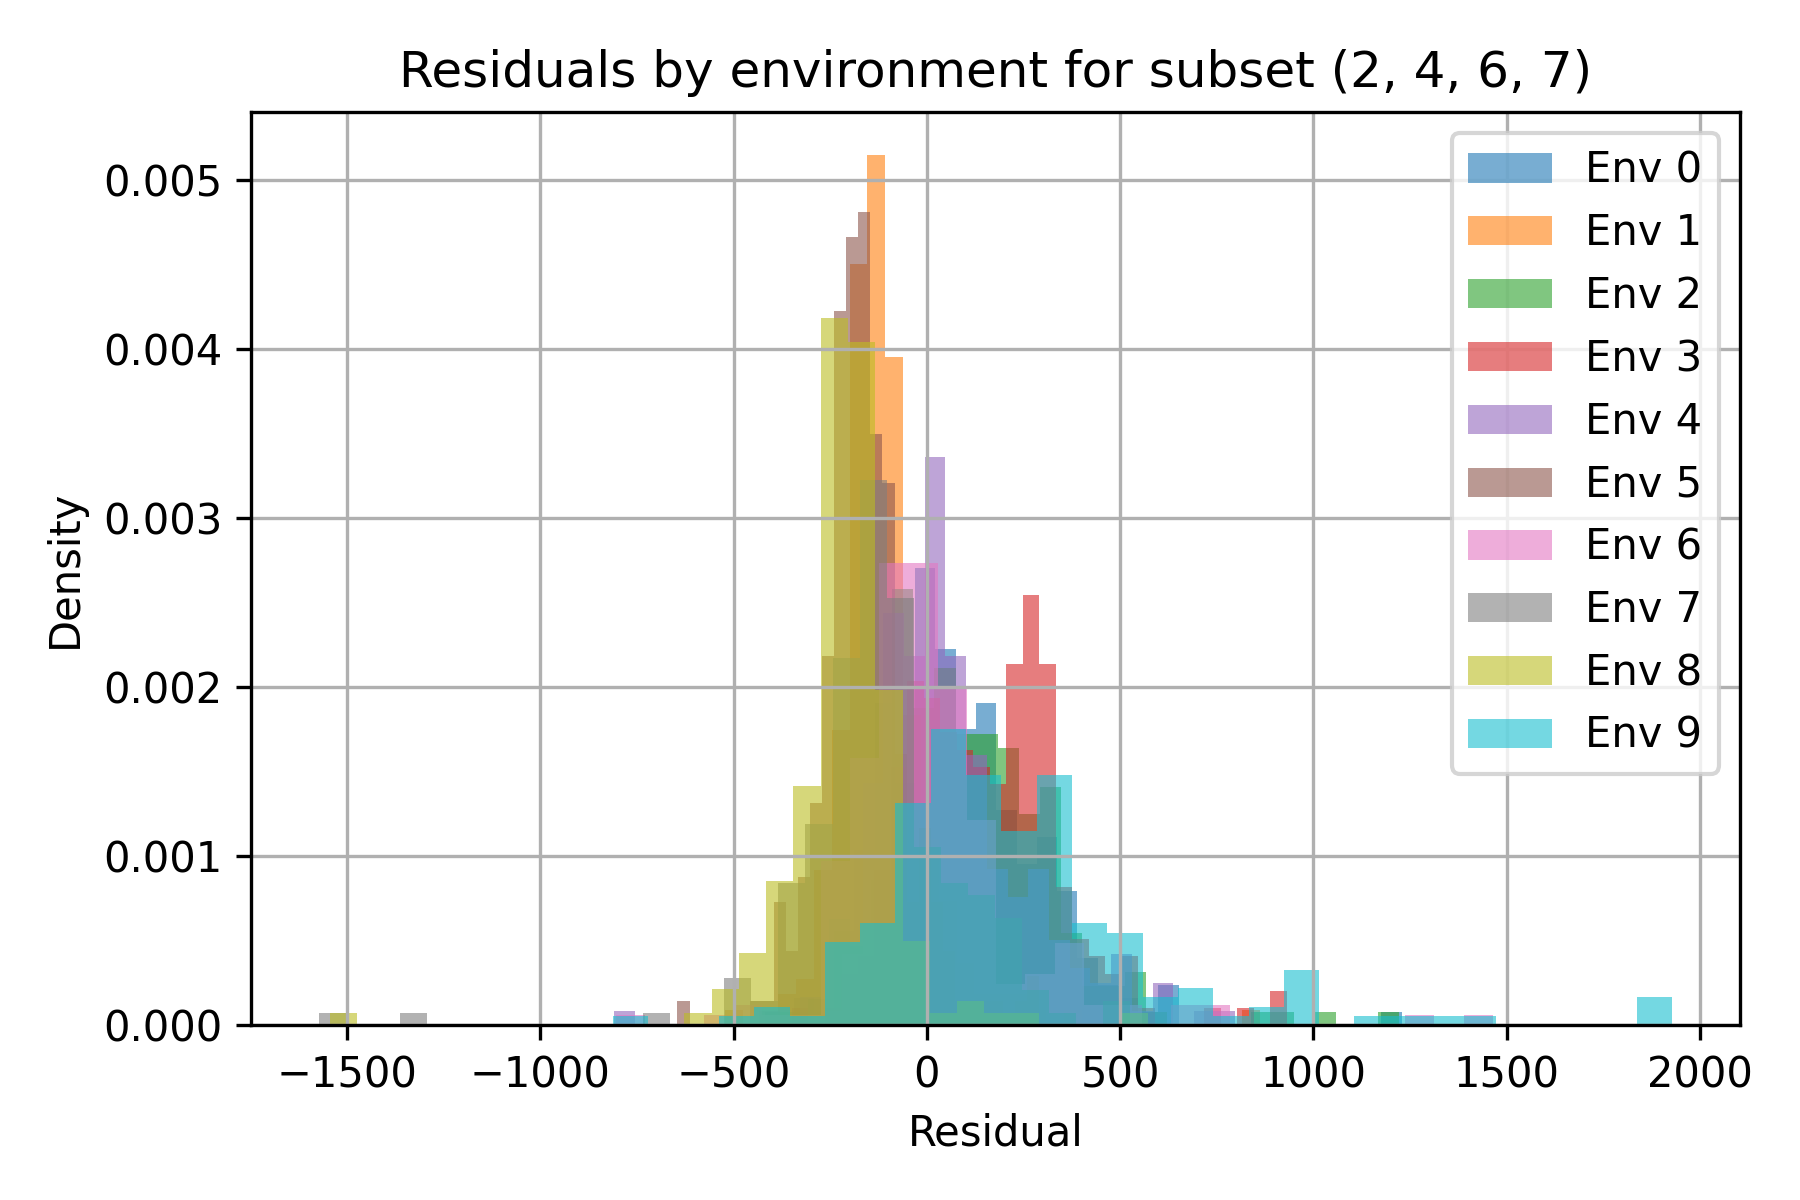 Residuals by environment for subset (2, 4, 6, 7)
Density
0.005
0.004
0.003
0.002
0.001
0.000
−1500
−1000
−500
0
500
1000
1500
2000
Residual
Env 0
Env 1
Env 2
Env 3
Env 4
Env 5
Env 6
Env 7
Env 8
Env 9